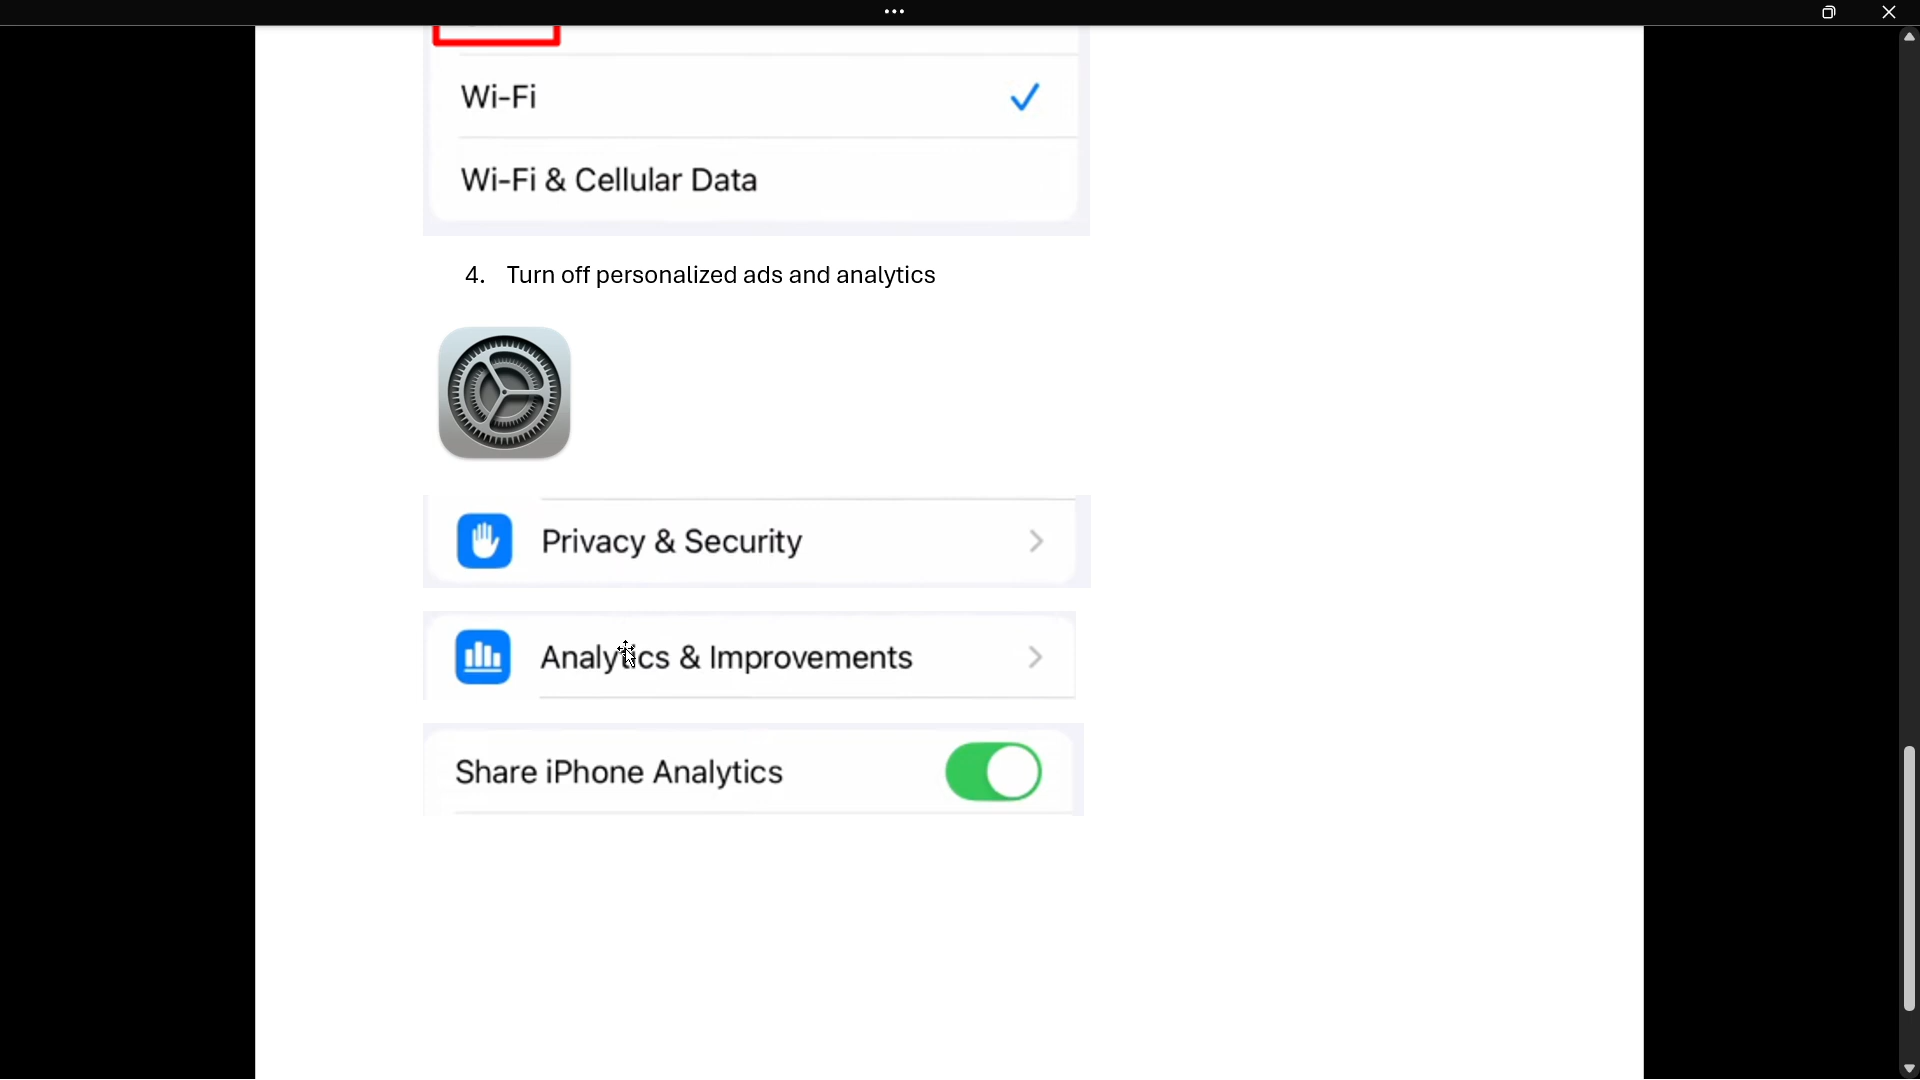 Wi-Fi
Wi-Fi & Cellular Data
4. Turn off personalized ads and analytics
Privacy & Security
Analytics & Improvements
Share iPhone Analytics